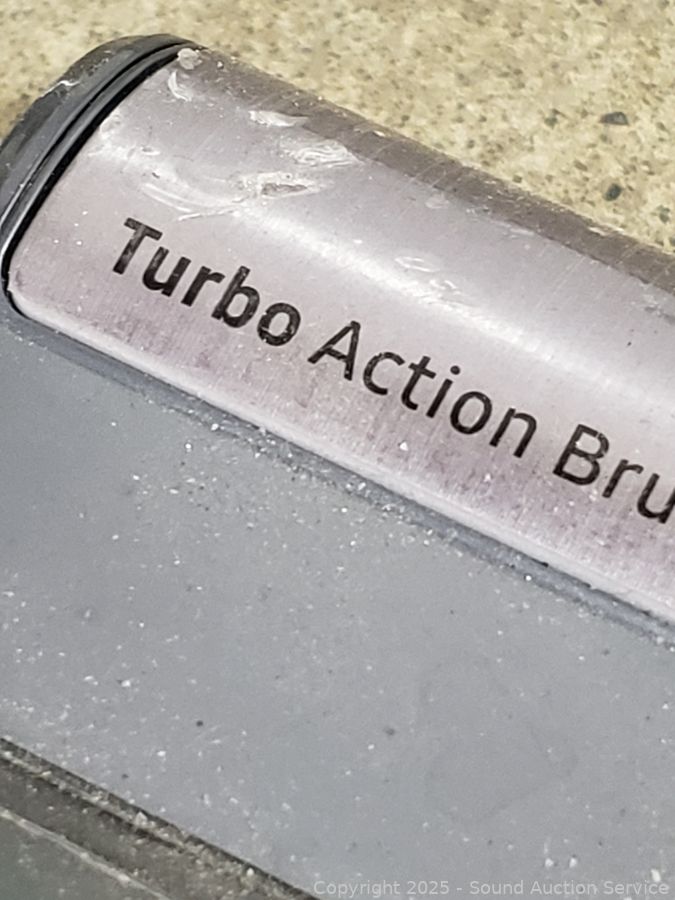 Turbo Action Bru
Copyright 2025 - Sound Auction Service